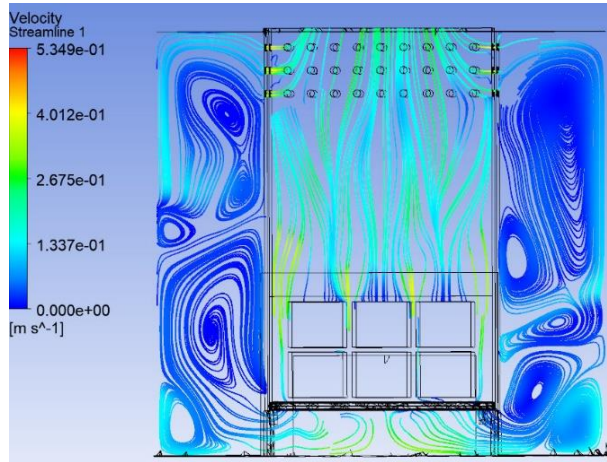 Velocity
Streamline 1
5.349e-01
4.012e-01
2.675e-01
1.337e-01
0.000e+00
[m s^-1]